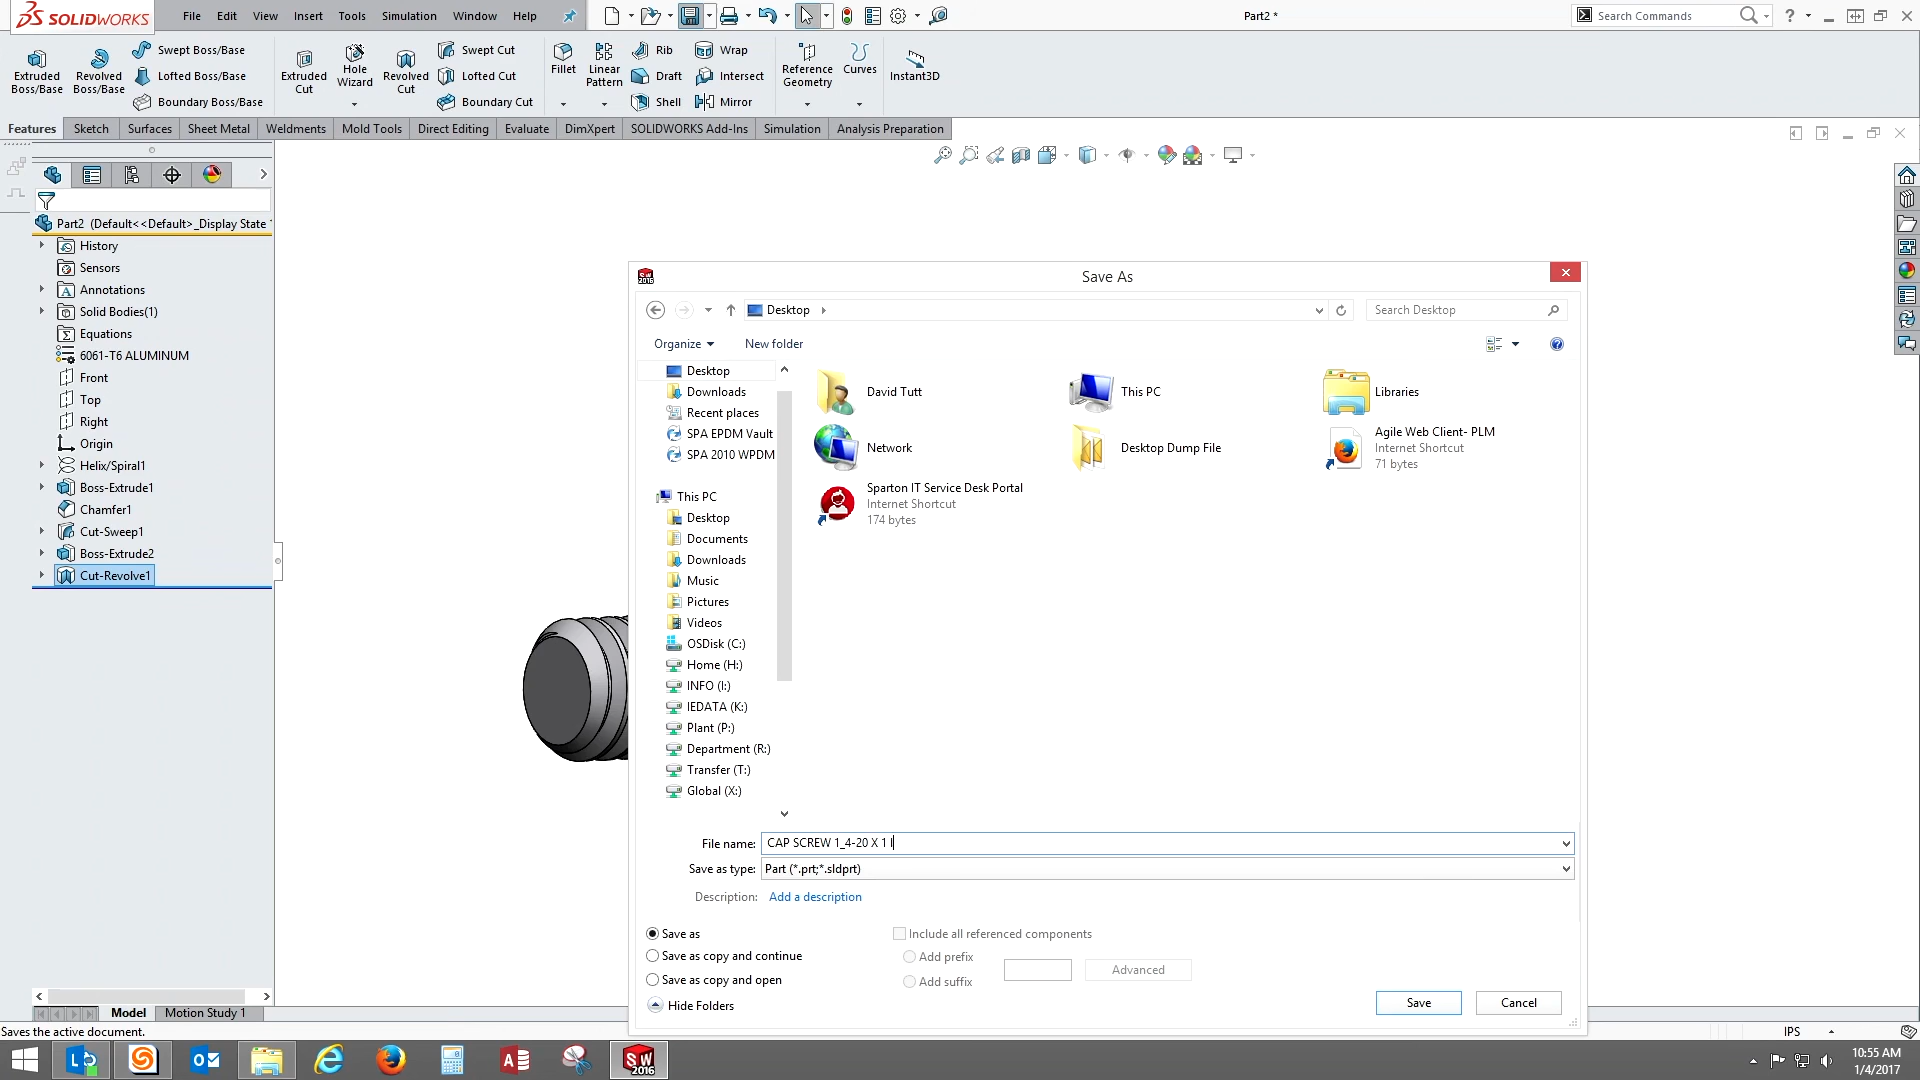 SOLIDWORKS File Edit View Insert Tools Simulation Window Help Part2 * Search Commands
Extruded Boss/Base
Revolved Boss/Base
Swept Boss/Base
Lofted Boss/Base
Boundary Boss/Base
Extruded Cut
Hole Wizard
Revolved Cut
Swept Cut
Lofted Cut
Boundary Cut
Fillet
Linear Pattern
Rib
Draft
Shell
Wrap
Intersect
Mirror
Reference Geometry
Curves
Instant3D
Features Sketch Surfaces Sheet Metal Weldments Mold Tools Direct Editing Evaluate DimXpert SOLIDWORKS Add-Ins Simulation Analysis Preparation
Part2 (Default<<Default>_Display State
History
Sensors
Annotations
Solid Bodies(1)
Equations
6061-T6 ALUMINUM
Front
Top
Right
Origin
Helix/Spiral1
Boss-Extrude1
Chamfer1
Cut-Sweep1
Boss-Extrude2
Cut-Revolve1
SW 2016
Save As
Desktop
Search Desktop
Organize
New folder
Desktop
Downloads
Recent places
SPA EPDM Vault
SPA 2010 WPDM
This PC
Desktop
Documents
Downloads
Music
Pictures
Videos
OSDisk (C:)
Home (H:)
INFO (I:)
IEDATA (K:)
Plant (P:)
Department (R:)
Transfer (T:)
Global (X:)
David Tutt
This PC
Libraries
Network
Desktop Dump File
Agile Web Client- PLM
Internet Shortcut
71 bytes
Sparton IT Service Desk Portal
Internet Shortcut
174 bytes
File name: CAP SCREW 1_4-20 X 1 I
Save as type: Part (*.prt;*.sldprt)
Description: Add a description
Save as
Save as copy and continue
Save as copy and open
Include all referenced components
Add prefix
Add suffix
Advanced
Hide Folders
Save
Cancel
Model Motion Study 1
Saves the active document.
IPS
SW 2016
10:55 AM
1/4/2017